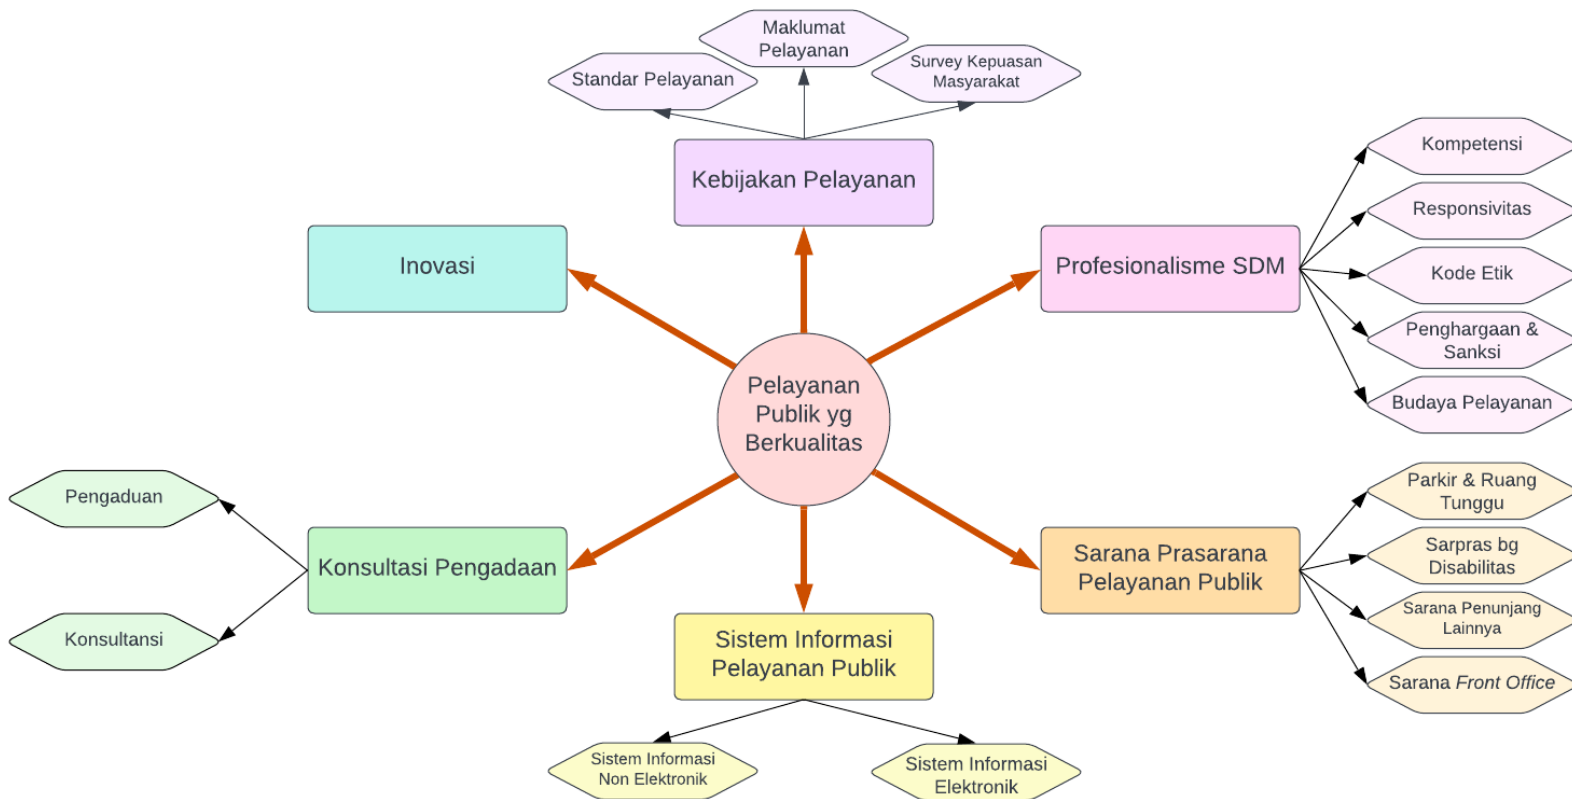 Maklumat
Pelayanan
Standar Pelayanan
Survey Kepuasan
Masyarakat
Kebijakan Pelayanan
Inovasi
Profesionalisme SDM
Kompetensi
Responsivitas
Kode Etik
Penghargaan &
Sanksi
Budaya Pelayanan
Pelayanan
Publik yg
Berkualitas
Pengaduan
Konsultansi
Konsultasi Pengadaan
Sarana Prasarana
Pelayanan Publik
Parkir & Ruang
Tunggu
Sarpras bg
Disabilitas
Sarana Penunjang
Lainnya
Sarana Front Office
Sistem Informasi
Pelayanan Publik
Sistem Informasi
Non Elektronik
Sistem Informasi
Elektronik